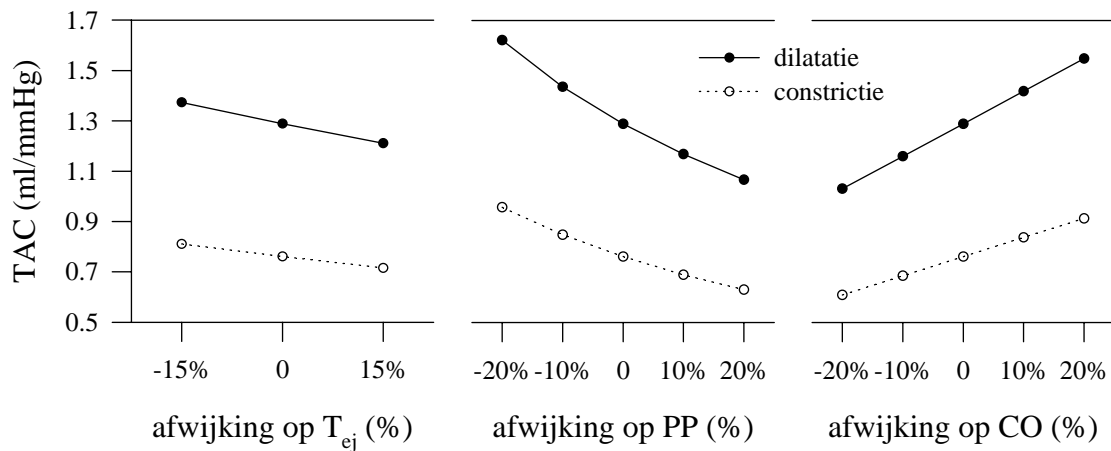 TAC (ml/mmHg)
1.7
1.5
1.3
1.1
0.9
0.7
0.5
dilatatie
constrictie
-15% 0 15%
-20% -10% 0 10% 20%
-20% -10% 0 10% 20%
afwijking op Tej (%)
afwijking op PP (%)
afwijking op CO (%)